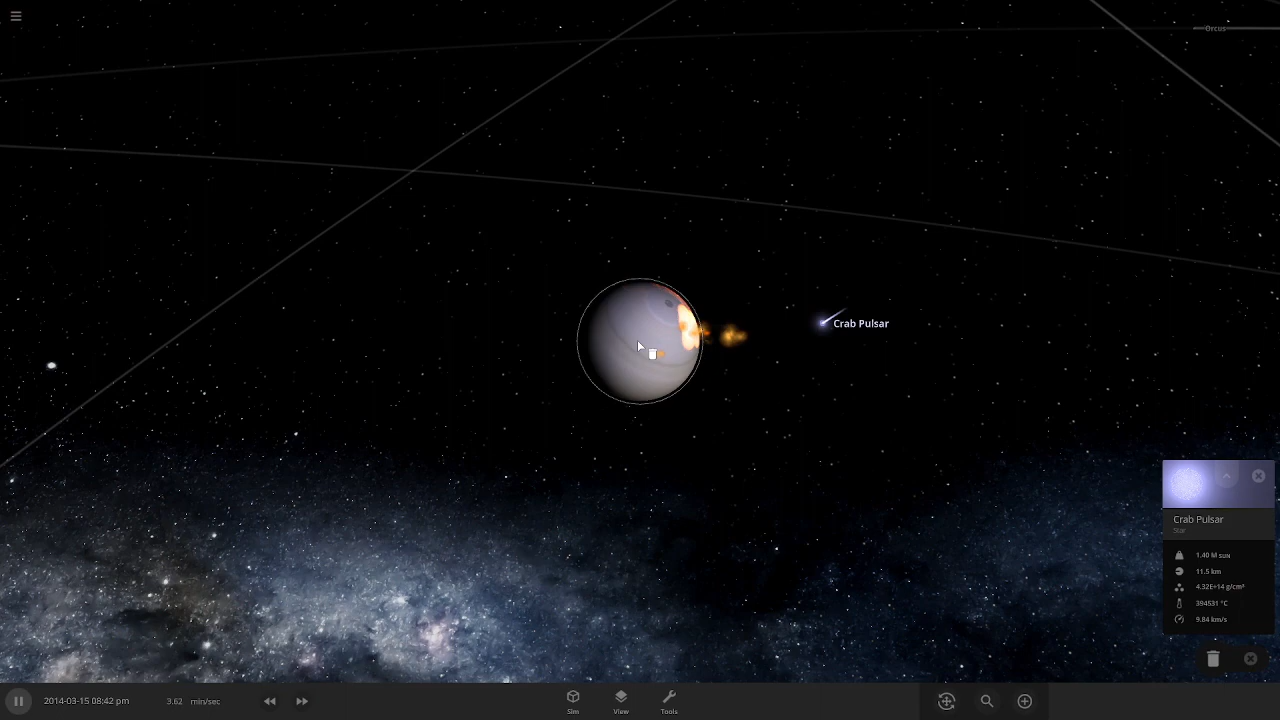 Orcus
Crab Pulsar
Crab Pulsar
Star
1.40 M SUN
11.5 km
4.32E+14 g/cm³
394531 °C
9.84 km/s
2014-03-15 08:42 pm
3.62 min/sec
Sim
View
Tools